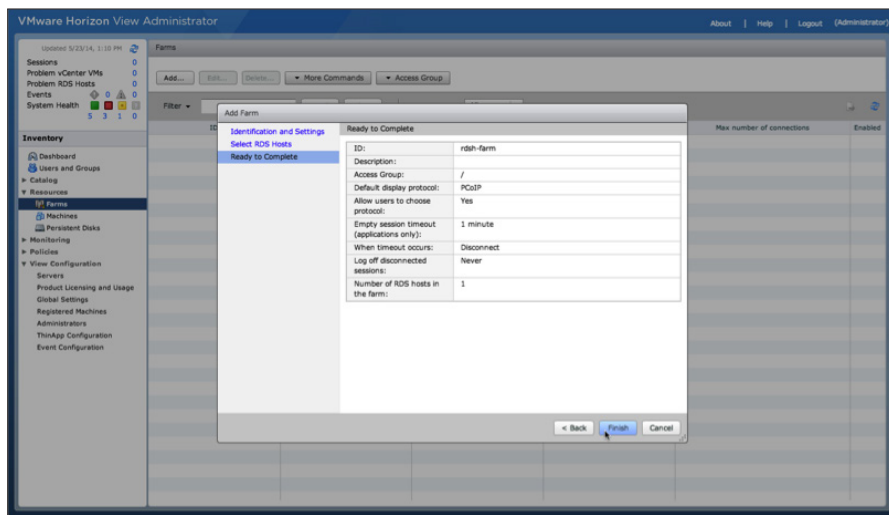 VMware Horizon View Administrator
About | Help | Logout (Administrator)
Updated 5/23/14, 1:10 PM
Sessions 0
Problem vCenter VMs 0
Problem RDS Hosts 0
Events 0 0
System Health
5 3 1 0
Inventory
Dashboard
Users and Groups
Catalog
Resources
Farms
Machines
Persistent Disks
Monitoring
Policies
View Configuration
Servers
Product Licensing and Usage
Global Settings
Registered Machines
Administrators
ThinApp Configuration
Event Configuration
Farms
Add... Edit... Delete... More Commands Access Group
Filter
ID Max number of connections Enabled
Add Farm
Identification and Settings
Select RDS Hosts
Ready to Complete
Ready to Complete
ID: rdsh-farm
Description:
Access Group: /
Default display protocol: PCoIP
Allow users to choose Yes
protocol:
Empty session timeout 1 minute
(applications only):
When timeout occurs: Disconnect
Log off disconnected Never
sessions:
Number of RDS hosts in 1
the farm:
< Back Finish Cancel